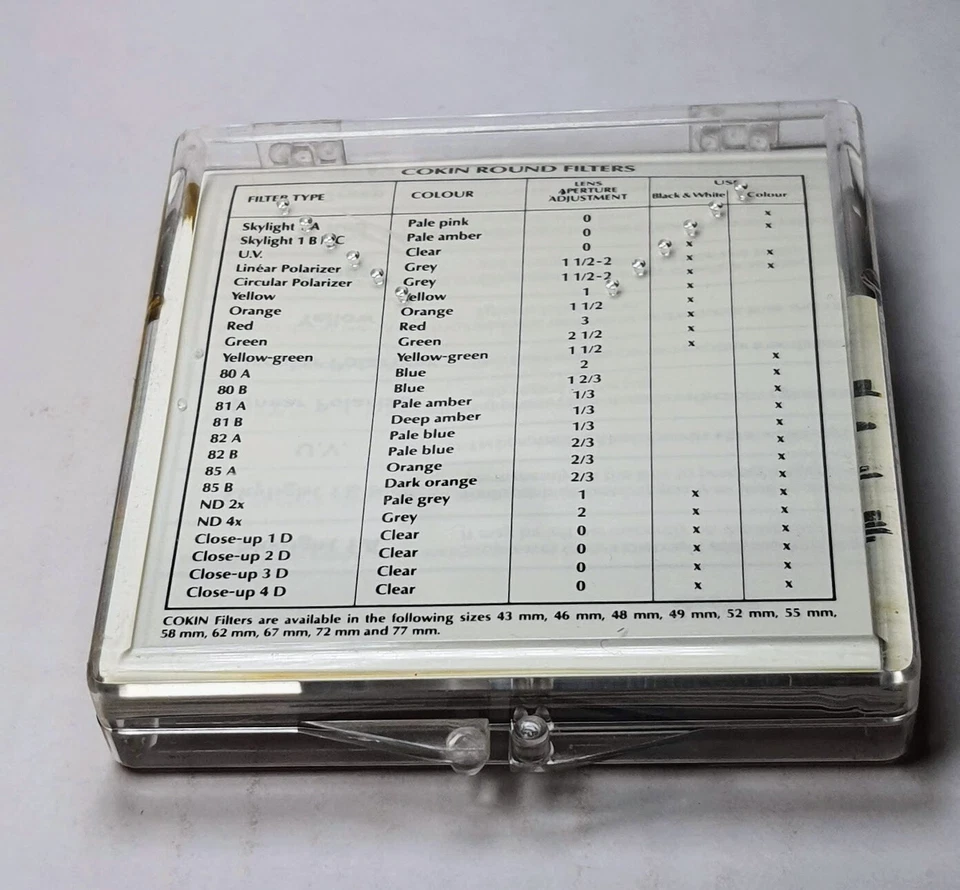 COKIN ROUND FILTERS
FILTER TYPE COLOUR LENS APERTURE ADJUSTMENT USE
Black & White Colour
Skylight A Pale pink 0 x
Skylight 1 B C Pale amber 0 x
U.V. Clear 0 x
Linéar Polarizer Grey 1 1/2-2 x x
Circular Polarizer Grey 1 1/2-2 x x
Yellow Yellow 1 x
Orange Orange 1 1/2 x
Red Red 3 x
Green Green 2 1/2 x
Yellow-green Yellow-green 1 1/2 x
80 A Blue 2 x
80 B Blue 1 2/3 x
81 A Pale amber 1/3 x
81 B Deep amber 1/3 x
82 A Pale blue 1/3 x
82 B Pale blue 2/3 x
85 A Orange 2/3 x
85 B Dark orange 2/3 x
ND 2x Pale grey 1 x x
ND 4x Grey 2 x x
Close-up 1 D Clear 0 x x
Close-up 2 D Clear 0 x x
Close-up 3 D Clear 0 x x
Close-up 4 D Clear 0 x x
COKIN Filters are available in the following sizes 43 mm, 46 mm, 48 mm, 49 mm, 52 mm, 55 mm,
58 mm, 62 mm, 67 mm, 72 mm and 77 mm.